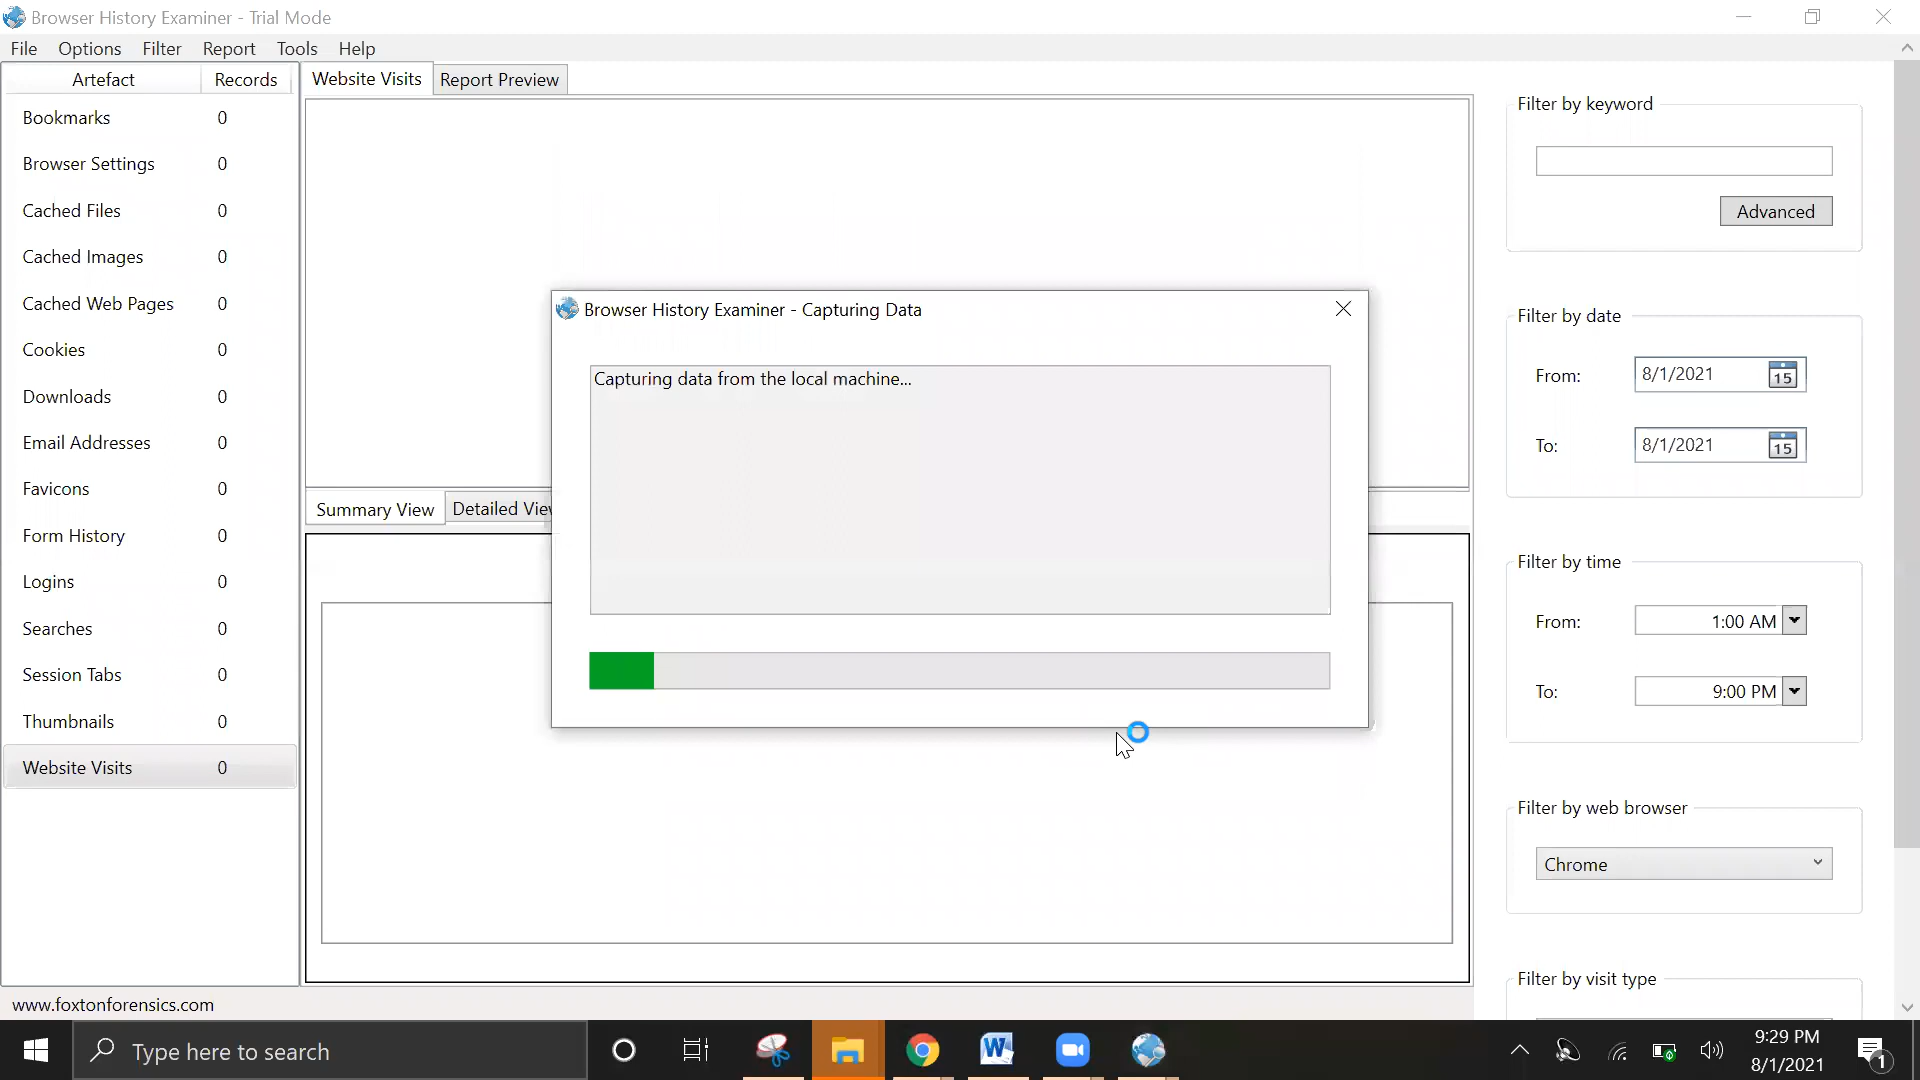 Browser History Examiner - Trial Mode
File Options Filter Report Tools Help
Artefact Records
Bookmarks 0
Browser Settings 0
Cached Files 0
Cached Images 0
Cached Web Pages 0
Cookies 0
Downloads 0
Email Addresses 0
Favicons 0
Form History 0
Logins 0
Searches 0
Session Tabs 0
Thumbnails 0
Website Visits 0
www.foxtonforensics.com
Website Visits Report Preview
Summary View Detailed View
Browser History Examiner - Capturing Data
Capturing data from the local machine...
Filter by keyword
Advanced
Filter by date
From: 8/1/2021 15
To: 8/1/2021 15
Filter by time
From: 1:00 AM
To: 9:00 PM
Filter by web browser
Chrome
Filter by visit type
Type here to search
W
9:29 PM
8/1/2021
1